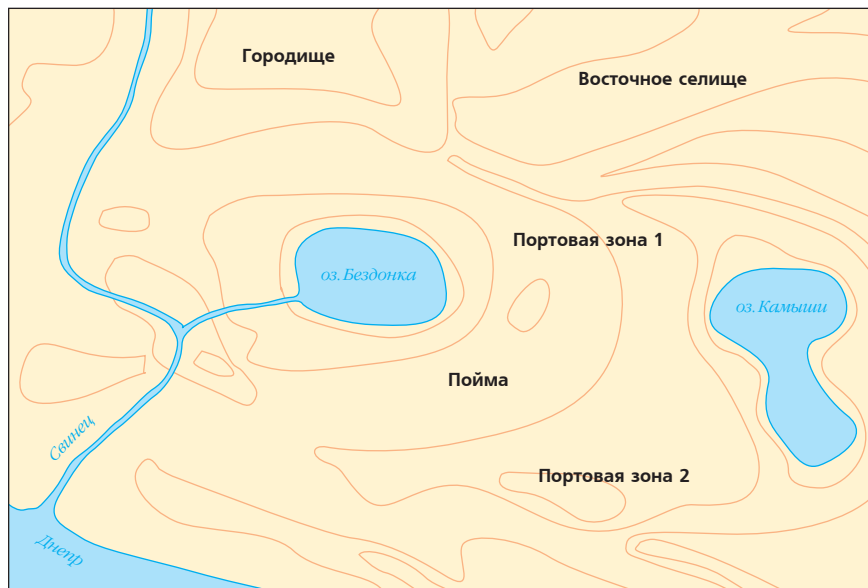 Городище
Восточное селище
Портовая зона 1
оз. Бездонка
оз. Камыши
Пойма
Свинец
Портовая зона 2
Днепр